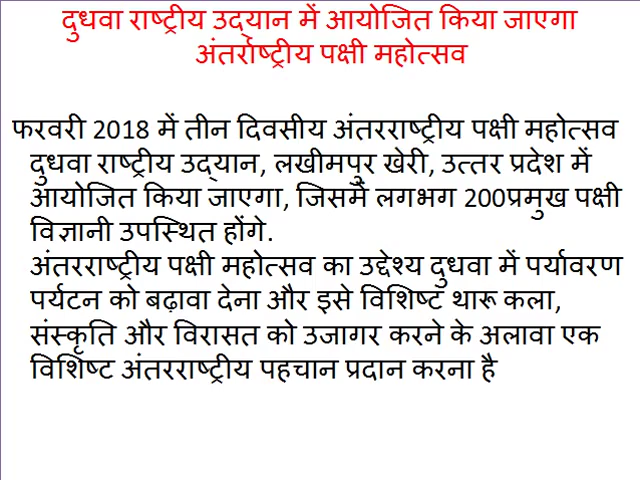 दुधवा राष्ट्रीय उद्यान में आयोजित किया जाएगा
अंतर्राष्ट्रीय पक्षी महोत्सव
फरवरी 2018 में तीन दिवसीय अंतरराष्ट्रीय पक्षी महोत्सव
दुधवा राष्ट्रीय उद्यान, लखीमपुर खेरी, उत्तर प्रदेश में
आयोजित किया जाएगा, जिसमें लगभग 200प्रमुख पक्षी
विज्ञानी उपस्थित होंगे.
अंतरराष्ट्रीय पक्षी महोत्सव का उद्देश्य दुधवा में पर्यावरण
पर्यटन को बढ़ावा देना और इसे विशिष्ट थारू कला,
संस्कृति और विरासत को उजागर करने के अलावा एक
विशिष्ट अंतरराष्ट्रीय पहचान प्रदान करना है